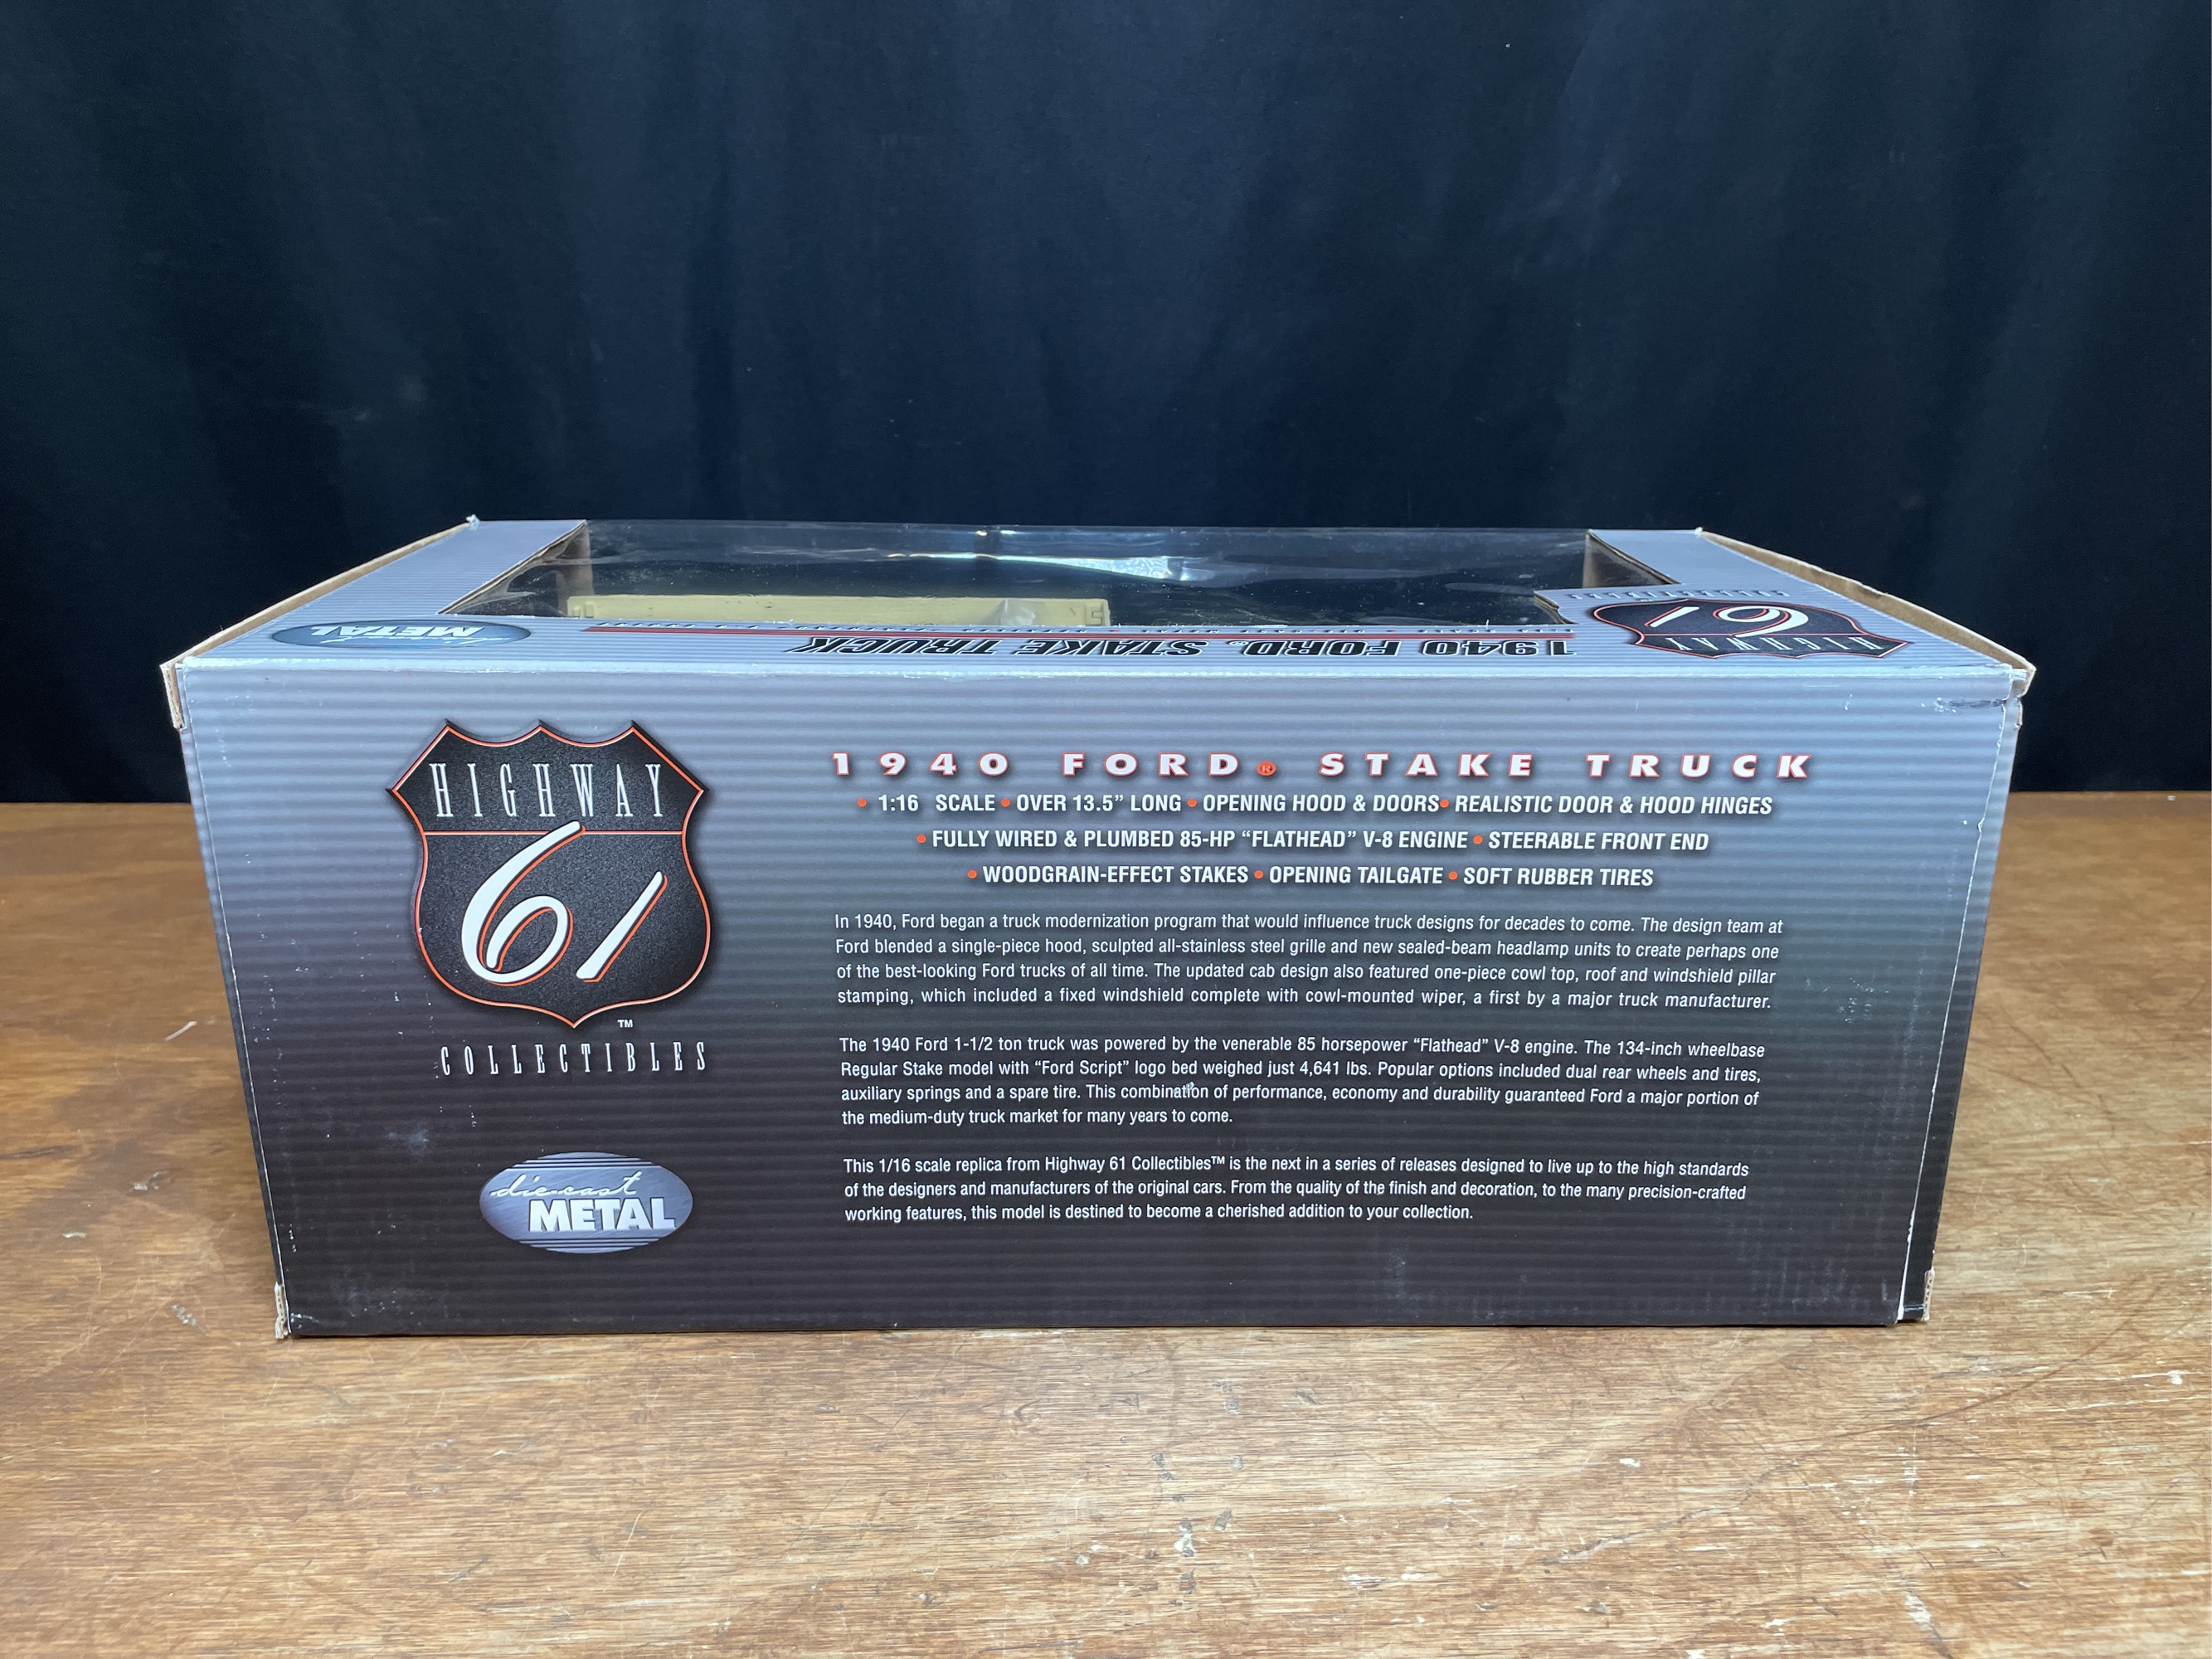 die-cast
METAL
1940 FORD® STAKE TRUCK
HIGHWAY
61
HIGHWAY
61
™
COLLECTIBLES
die-cast
METAL
1940 FORD® STAKE TRUCK
• 1:16 SCALE • OVER 13.5” LONG • OPENING HOOD & DOORS• REALISTIC DOOR & HOOD HINGES
• FULLY WIRED & PLUMBED 85-HP “FLATHEAD” V-8 ENGINE • STEERABLE FRONT END
• WOODGRAIN-EFFECT STAKES • OPENING TAILGATE • SOFT RUBBER TIRES
In 1940, Ford began a truck modernization program that would influence truck designs for decades to come. The design team at
Ford blended a single-piece hood, sculpted all-stainless steel grille and new sealed-beam headlamp units to create perhaps one
of the best-looking Ford trucks of all time. The updated cab design also featured one-piece cowl top, roof and windshield pillar
stamping, which included a fixed windshield complete with cowl-mounted wiper, a first by a major truck manufacturer.
The 1940 Ford 1-1/2 ton truck was powered by the venerable 85 horsepower “Flathead” V-8 engine. The 134-inch wheelbase
Regular Stake model with “Ford Script” logo bed weighed just 4,641 lbs. Popular options included dual rear wheels and tires,
auxiliary springs and a spare tire. This combination of performance, economy and durability guaranteed Ford a major portion of
the medium-duty truck market for many years to come.
This 1/16 scale replica from Highway 61 Collectibles™ is the next in a series of releases designed to live up to the high standards
of the designers and manufacturers of the original cars. From the quality of the finish and decoration, to the many precision-crafted
working features, this model is destined to become a cherished addition to your collection.